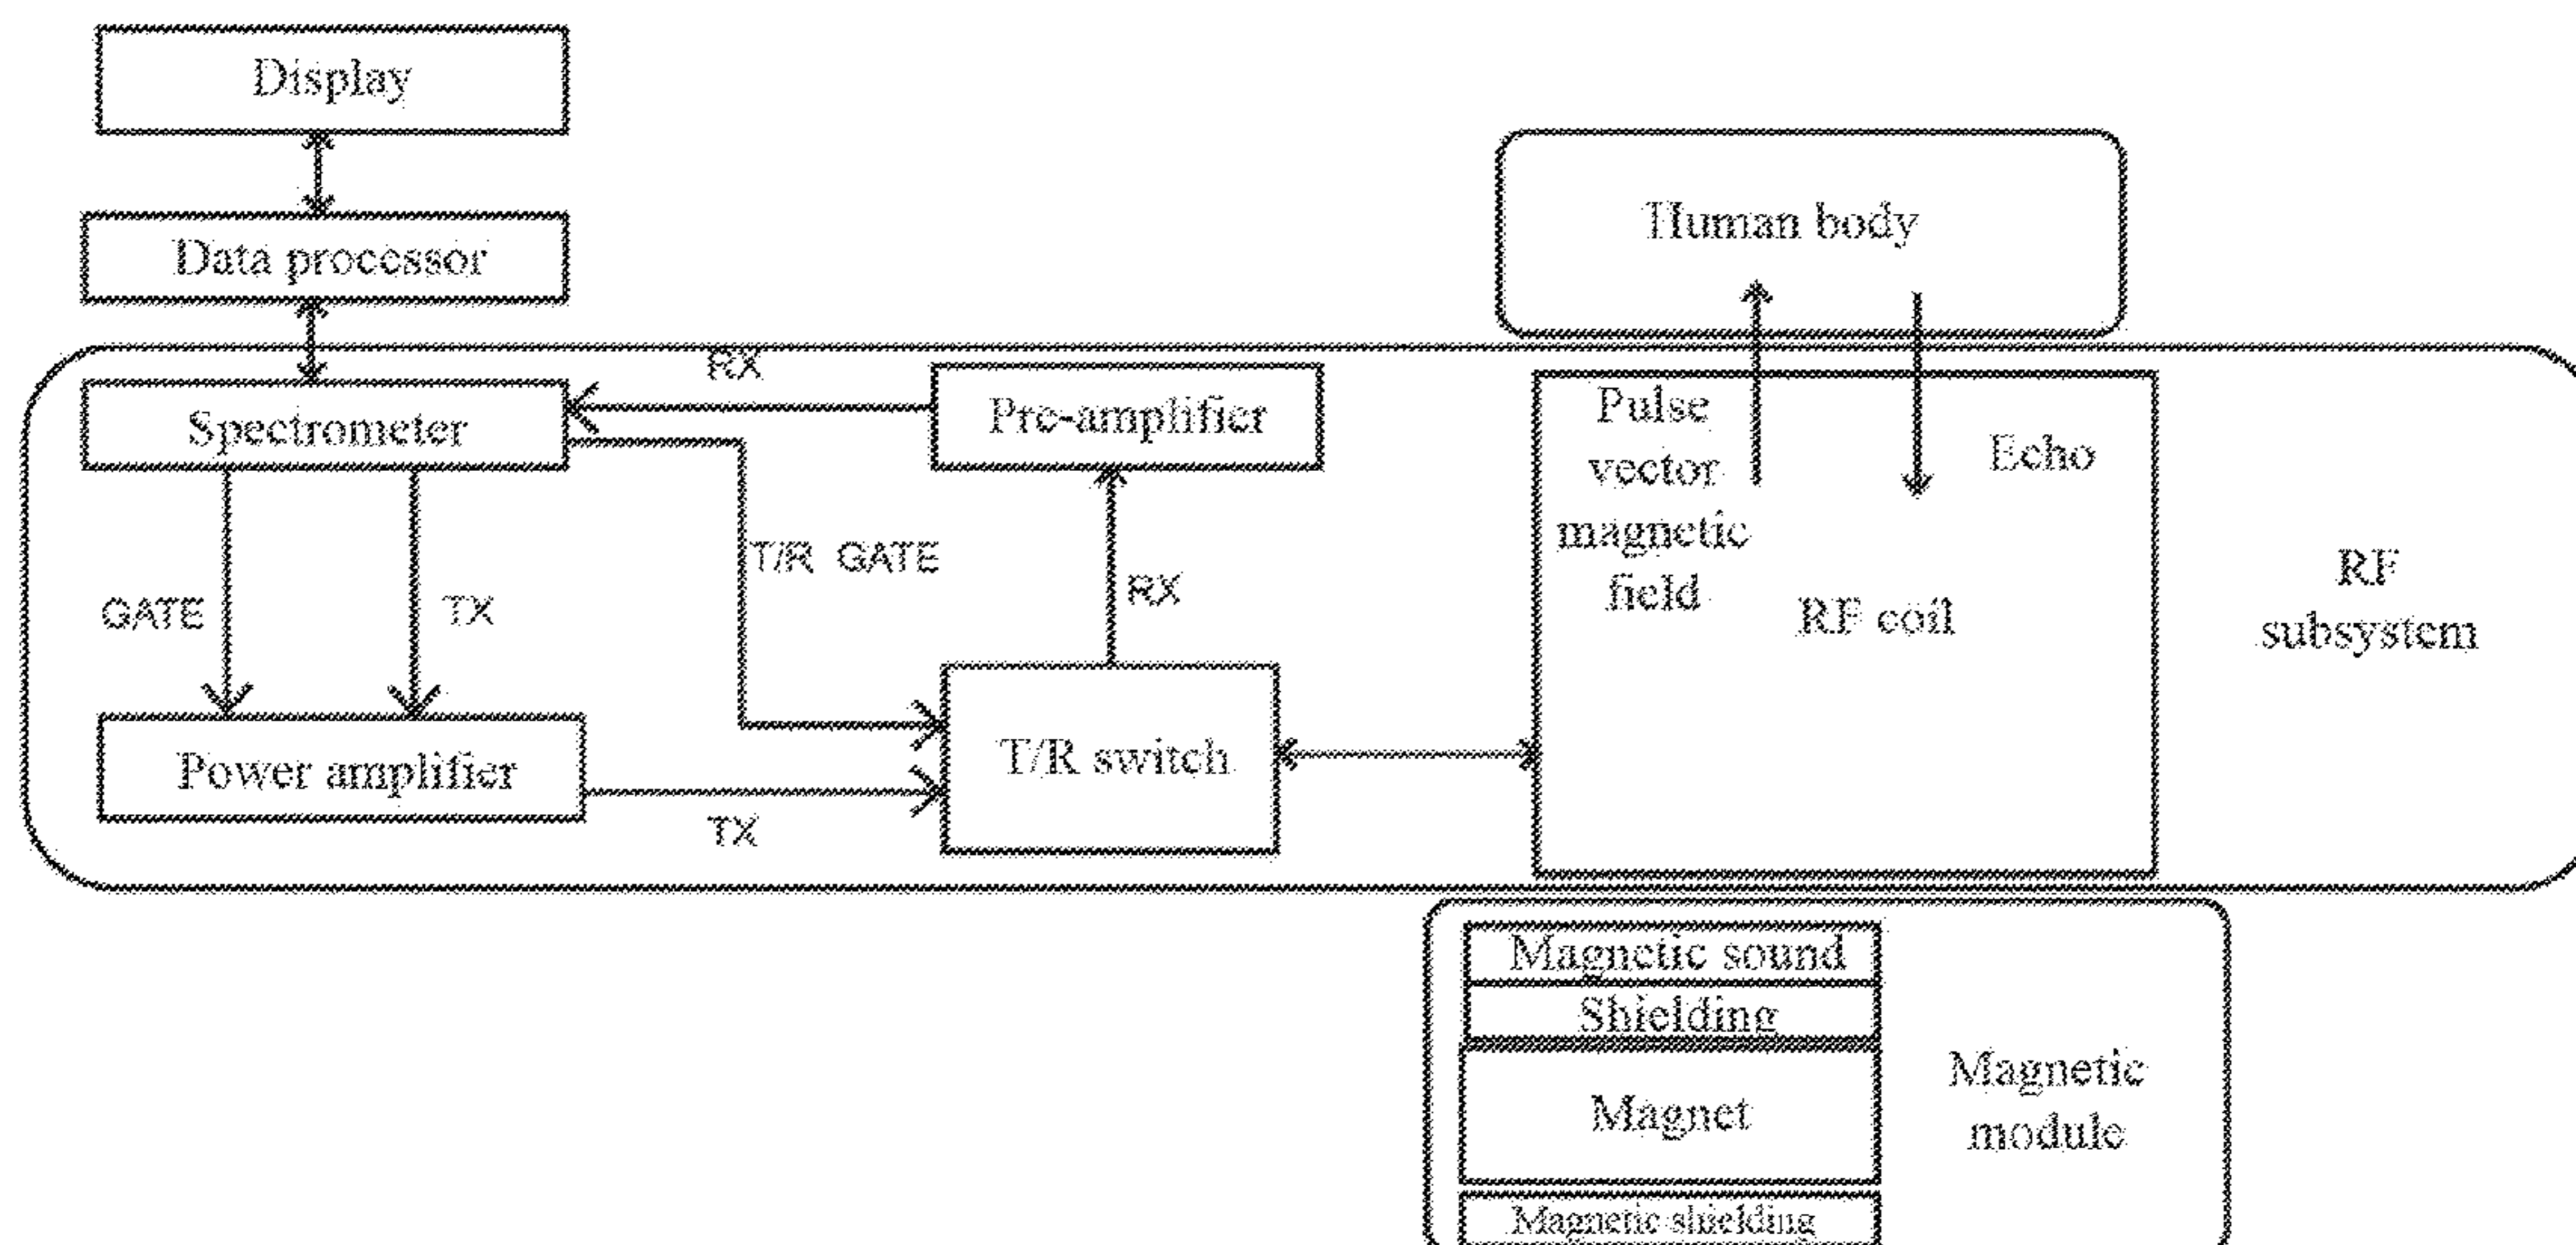 Display
Data processor
Human body
RX
Spectrometer
Pre-amplifier
Pulse
vector
magnetic
field
Echo
GATE
TX
T/R GATE
RX
RF coil
RF
subsystem
Power amplifier
TX
T/R switch
Magnetic sound
Shielding
Magnet
Magnetic shielding
Magnetic
module